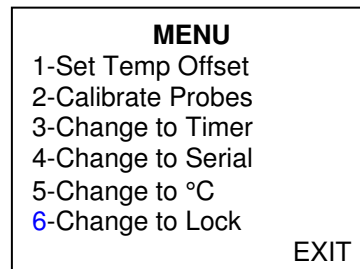 MENU
1-Set Temp Offset
2-Calibrate Probes
3-Change to Timer
4-Change to Serial
5-Change to °C
6-Change to Lock
EXIT